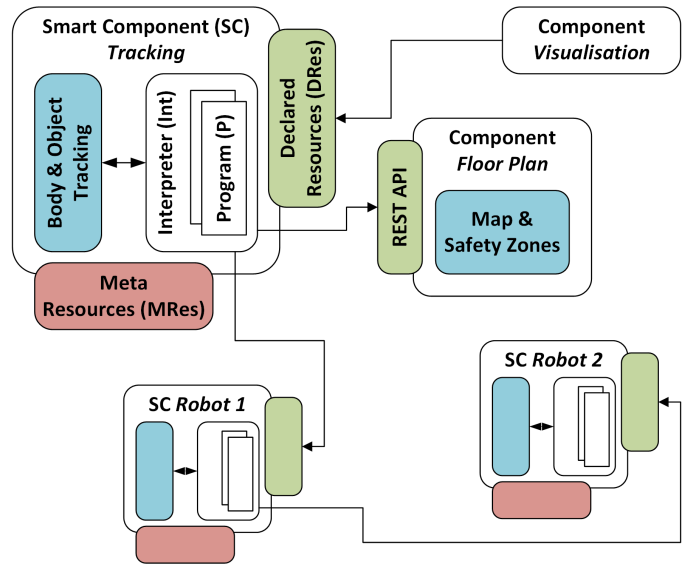 Smart Component (SC)
Tracking
Body & Object
Tracking
Interpreter (Int)
Program (P)
Declared
Resources (DRes)
Meta
Resources (MRes)
Component
Visualisation
Component
Floor Plan
REST API
Map &
Safety Zones
SC Robot 1
SC Robot 2